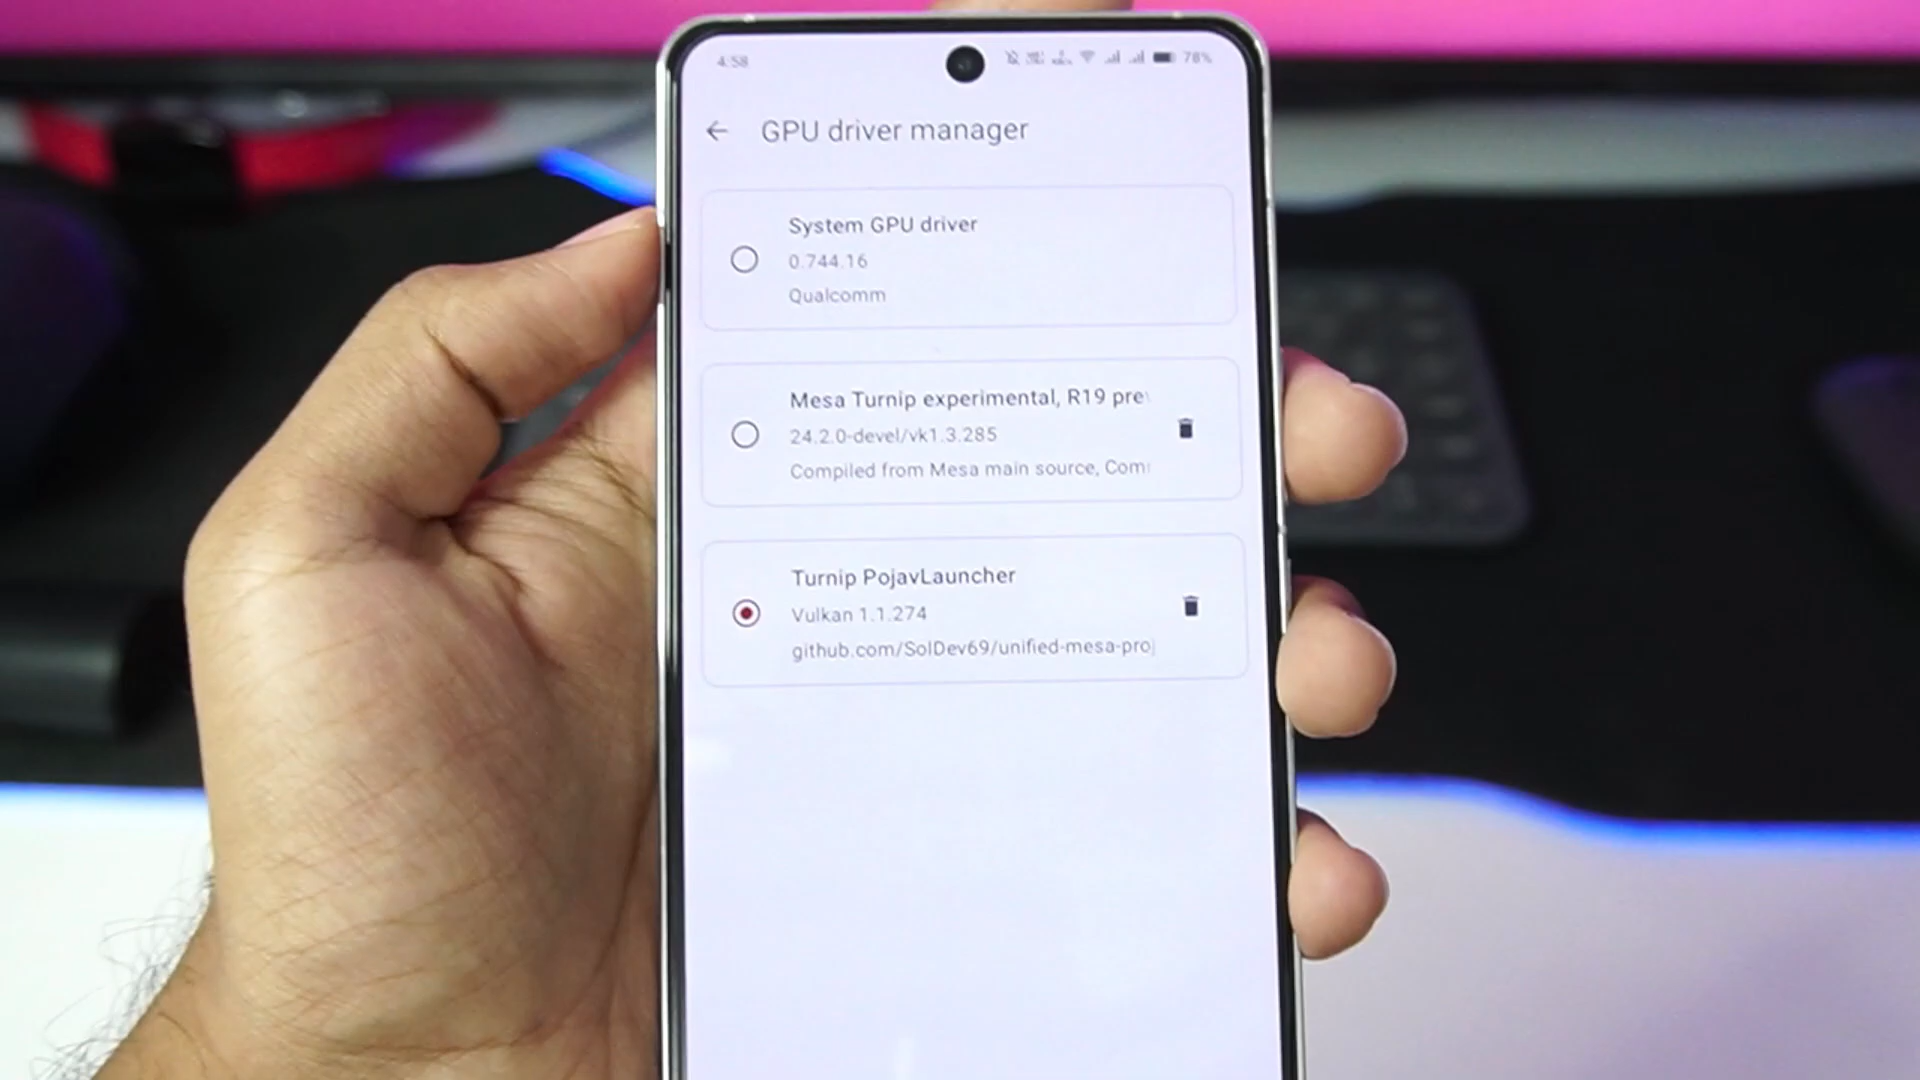 4:58
78%
GPU driver manager
System GPU driver
0.744.16
Qualcomm
Mesa Turnip experimental, R19 pre
24.2.0-devel/vk1.3.285
Compiled from Mesa main source, Com
Turnip PojavLauncher
Vulkan 1.1.274
github.com/SolDev69/unified-mesa-pro